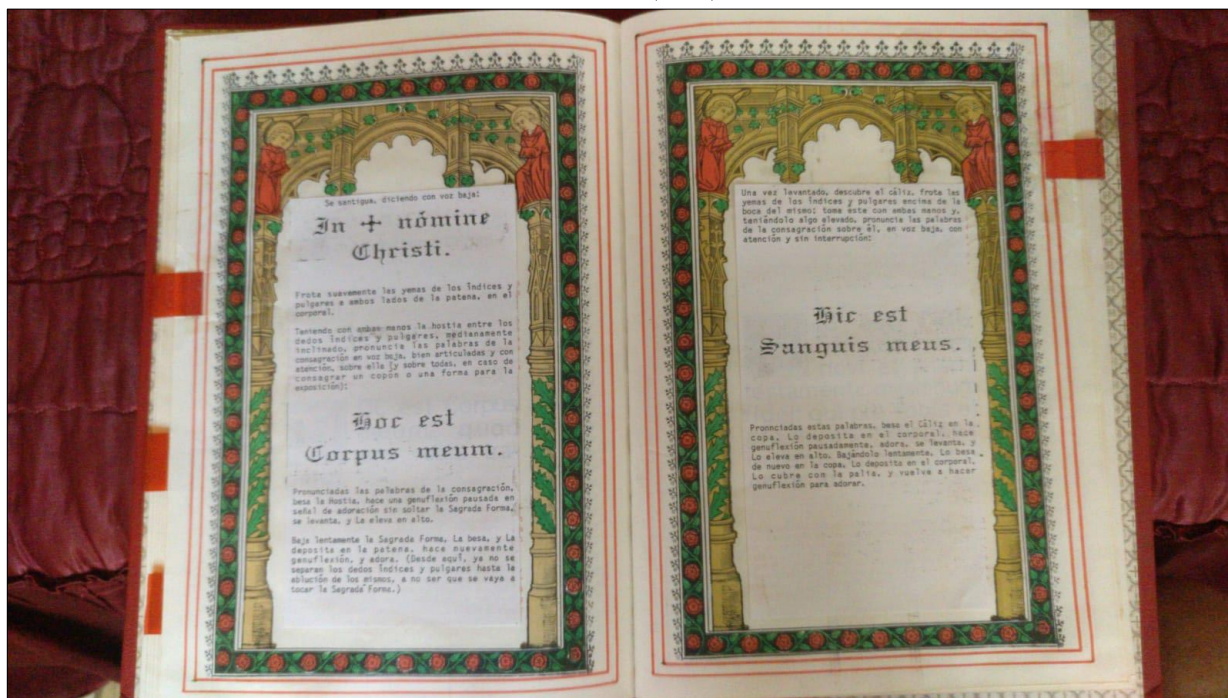 Se santigua, diciendo con voz baja:
In ✠ nómine
Christi.
Frota suavemente las yemas de los índices y
pulgares a ambos lados de la patena, en el
corporal.
Teniendo con ambas manos la hostia entre los
dedos índices y pulgares, medianamente
inclinado, pronuncia las palabras de la
consagración en voz baja, bien articuladas y con
atención, sobre ella (y sobre todas, en caso de
consagrar un copón o una forma para la
exposición):
Hoc est
Corpus meum.
Pronunciadas las palabras de la consagración,
besa la Hostia, hace una genuflexión pausada en
señal de adoración sin soltar la Sagrada Forma,
se levanta, y La eleva en alto.
Baja lentamente la Sagrada Forma, La besa, y La
deposita en la patena, hace nuevamente
genuflexión, y adora. (Desde aquí, ya no se
separan los dedos índices y pulgares hasta la
ablución de los mismos, a no ser que se vaya a
tocar la Sagrada Forma.)
Una vez levantado, descubre el cáliz, frota las
yemas de los índices y pulgares encima de la
boca del mismo; toma este con ambas manos y,
teniéndolo algo elevado, pronuncia las palabras
de la consagración sobre él, en voz baja, con
atención y sin interrupción:
Hic est
Sanguis meus.
Pronnciadas estas palabras, besa el Cáliz en la
copa. Lo deposita en el corporal, hace
genuflexión pausadamente, adora, se levanta, y
Lo eleva en alto. Bajándolo lentamente, Lo besa
de nuevo en la copa, Lo deposita en el corporal,
Lo cubre con la palia, y vuelve a hacer
genuflexión para adorar.